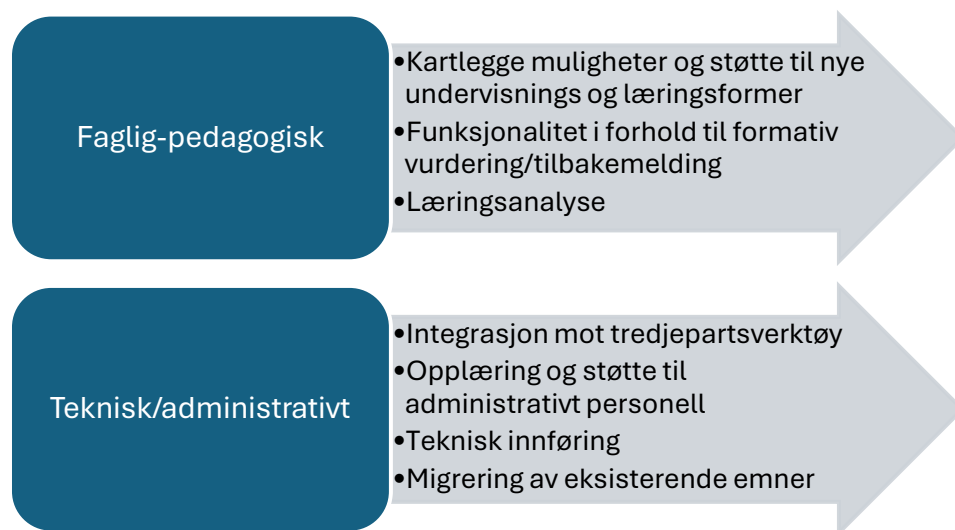 Faglig-pedagogisk
•Kartlegge muligheter og støtte til nye
undervisnings og læringsformer
•Funksjonalitet i forhold til formativ
vurdering/tilbakemelding
•Læringsanalyse
Teknisk/administrativt
•Integrasjon mot tredjepartsverktøy
•Opplæring og støtte til
administrativt personell
•Teknisk innføring
•Migrering av eksisterende emner